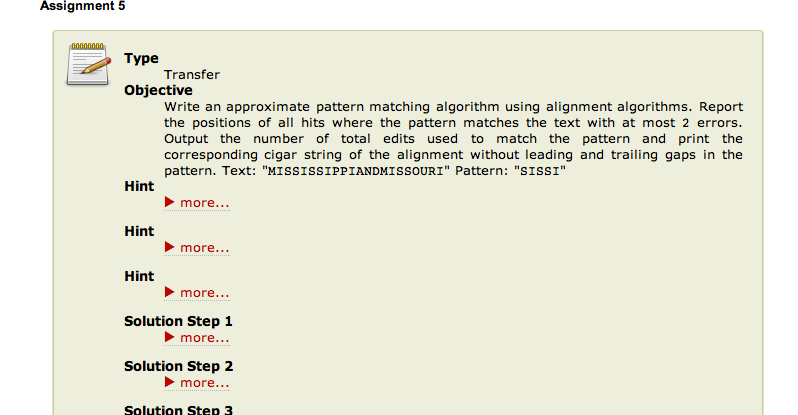 Assignment 5
Type
Transfer
Objective
Write an approximate pattern matching algorithm using alignment algorithms. Report
the positions of all hits where the pattern matches the text with at most 2 errors.
Output the number of total edits used to match the pattern and print the
corresponding cigar string of the alignment without leading and trailing gaps in the
pattern. Text: "MISSISSIPPIANDMISSOURI" Pattern: "SISSI"
Hint
more...
Hint
more...
Hint
more...
Solution Step 1
more...
Solution Step 2
more...
Solution Step 3